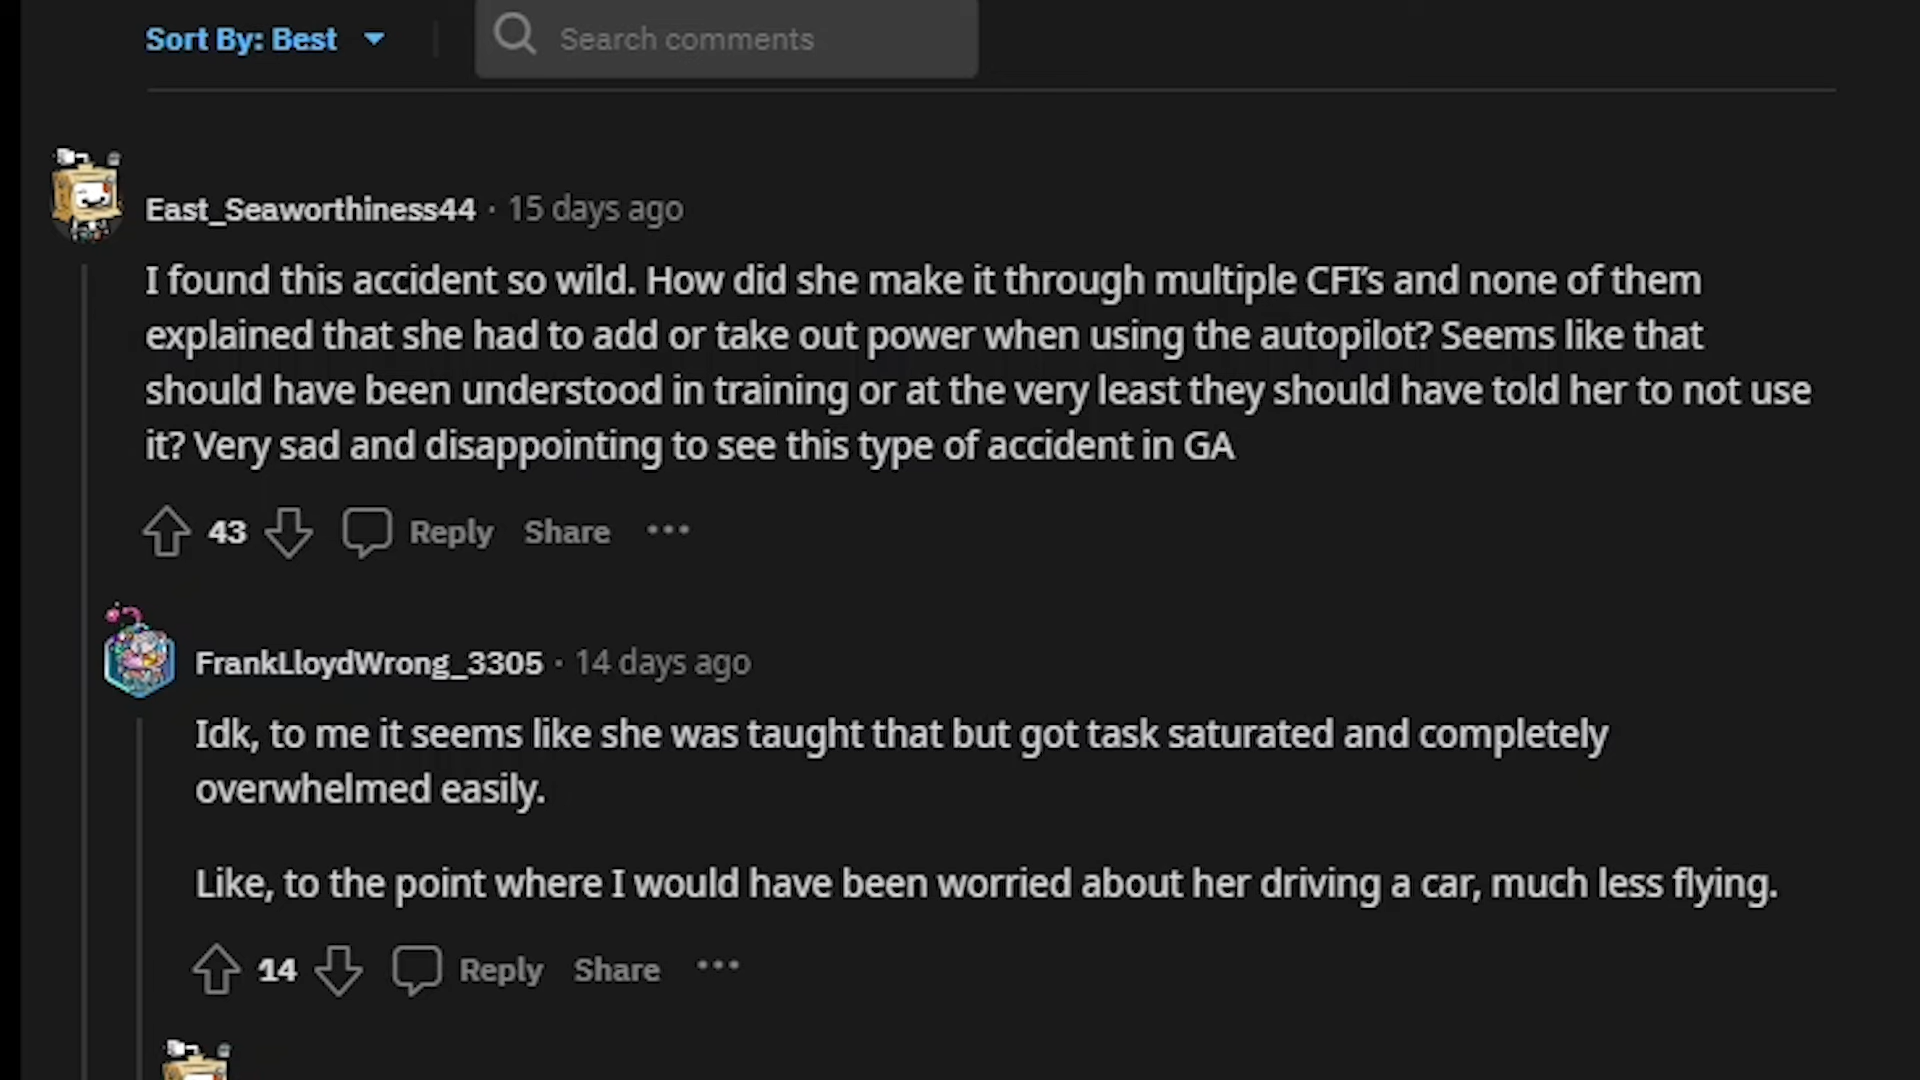 Sort By: Best
Search comments
East_Seaworthiness44 · 15 days ago
I found this accident so wild. How did she make it through multiple CFI's and none of them
explained that she had to add or take out power when using the autopilot? Seems like that
should have been understood in training or at the very least they should have told her to not use
it? Very sad and disappointing to see this type of accident in GA
43 Reply Share ···
FrankLloydWrong_3305 · 14 days ago
Idk, to me it seems like she was taught that but got task saturated and completely
overwhelmed easily.
Like, to the point where I would have been worried about her driving a car, much less flying.
14 Reply Share ···